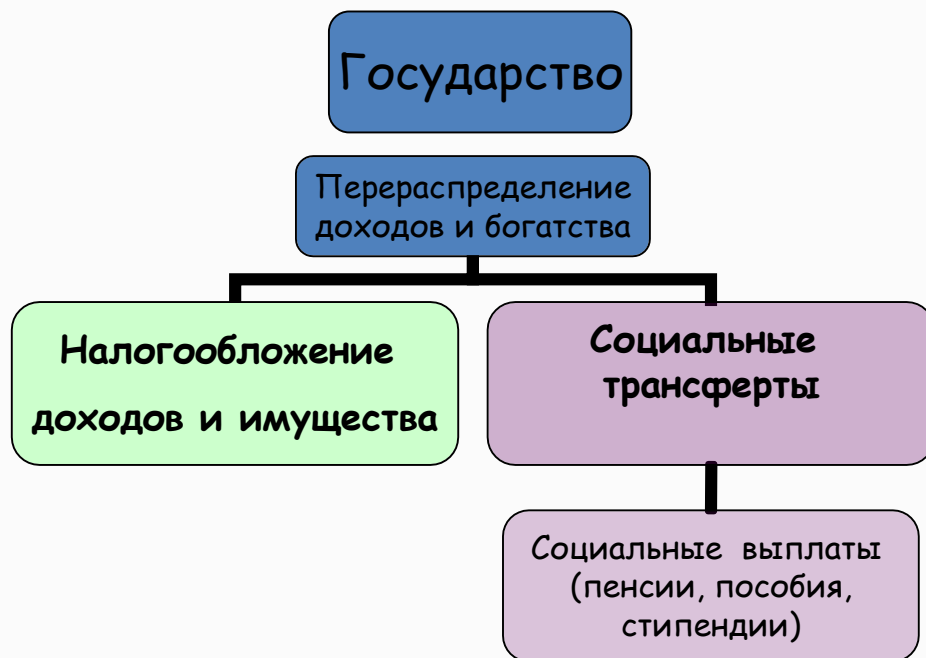 Государство
Перераспределение
доходов и богатства
Налогообложение
доходов и имущества
Социальные
трансферты
Социальные выплаты
(пенсии, пособия,
стипендии)